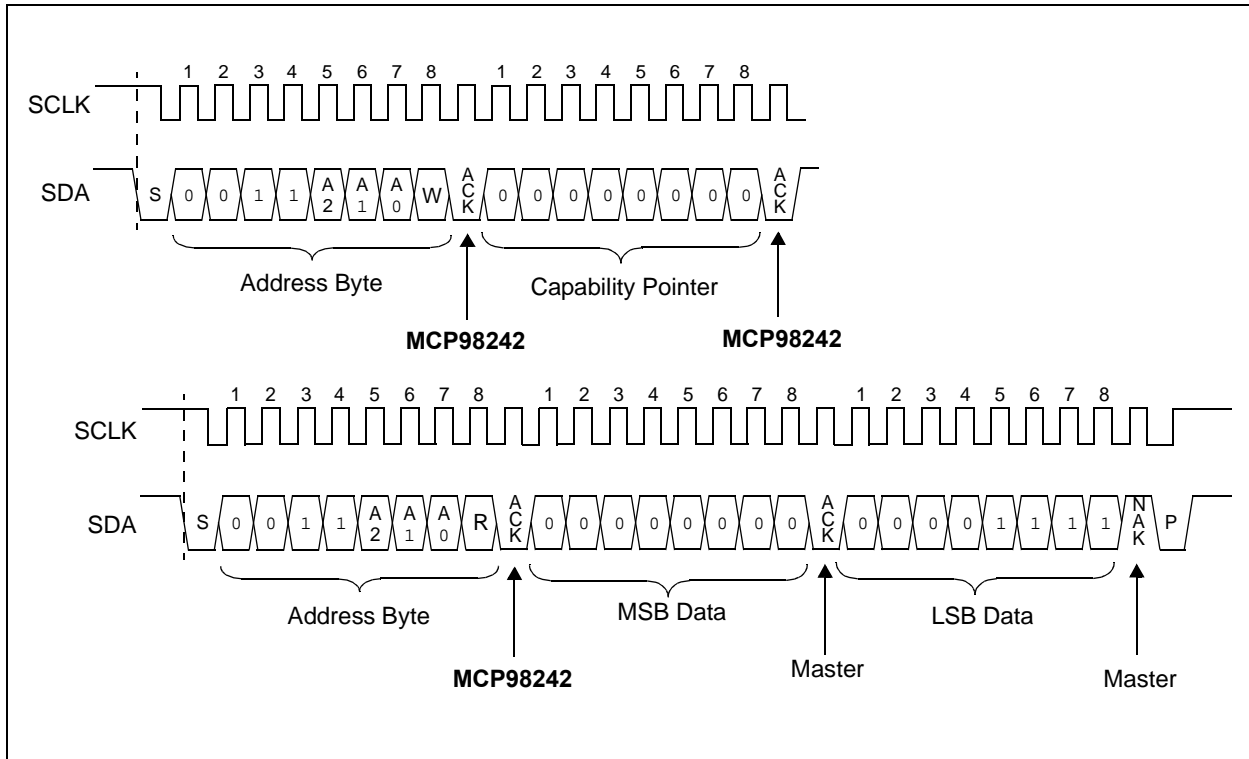 1 2 3 4 5 6 7 8 1 2 3 4 5 6 7 8
SCLK
SDA
S 0 0 1 1 A2 A1 A0 W ACK 0 0 0 0 0 0 0 0 ACK
Address Byte
Capability Pointer
MCP98242
MCP98242
1 2 3 4 5 6 7 8 1 2 3 4 5 6 7 8 1 2 3 4 5 6 7 8
SCLK
SDA
S 0 0 1 1 A2 A1 A0 R ACK 0 0 0 0 0 0 0 0 ACK 0 0 0 0 1 1 1 1 NAK P
Address Byte
MSB Data
LSB Data
MCP98242
Master
Master